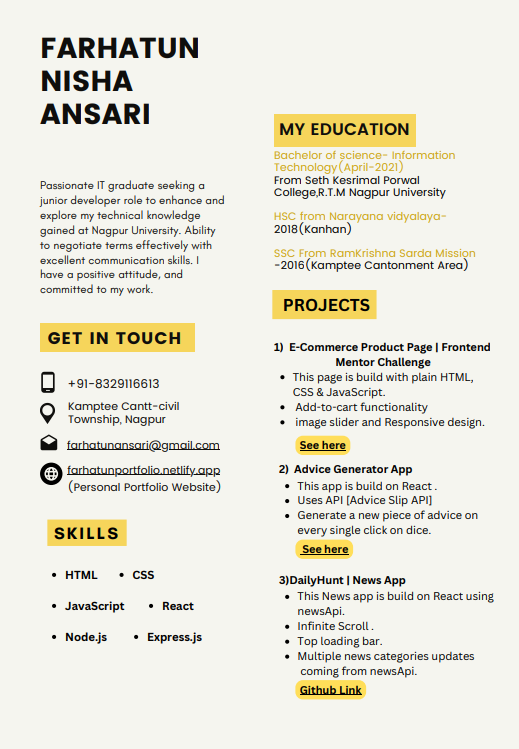 FARHATUN
NISHA
ANSARI
Passionate IT graduate seeking a
junior developer role to enhance and
explore my technical knowledge
gained at Nagpur University. Ability
to negotiate terms effectively with
excellent communication skills. I
have a positive attitude, and
committed to my work.
GET IN TOUCH
+91-8329116613
Kamptee Cantt-civil
Township, Nagpur
farhatunansari@gmail.com
farhatunportfolio.netlify.app
(Personal Portfolio Website)
SKILLS
• HTML • CSS
• JavaScript • React
• Node.js • Express.js
MY EDUCATION
Bachelor of science- Information
Technology(April-2021)
From Seth Kesrimal Porwal
College,R.T.M Nagpur University
HSC from Narayana vidyalaya-
2018(Kanhan)
SSC From RamKrishna Sarda Mission
-2016(Kamptee Cantonment Area)
PROJECTS
1) E-Commerce Product Page | Frontend
Mentor Challenge
• This page is build with plain HTML,
CSS & JavaScript.
• Add-to-cart functionality
• image slider and Responsive design.
See here
2) Advice Generator App
• This app is build on React .
• Uses API [Advice Slip API]
• Generate a new piece of advice on
every single click on dice.
See here
3)DailyHunt | News App
• This News app is build on React using
newsApi.
• Infinite Scroll .
• Top loading bar.
• Multiple news categories updates
coming from newsApi.
Github Link